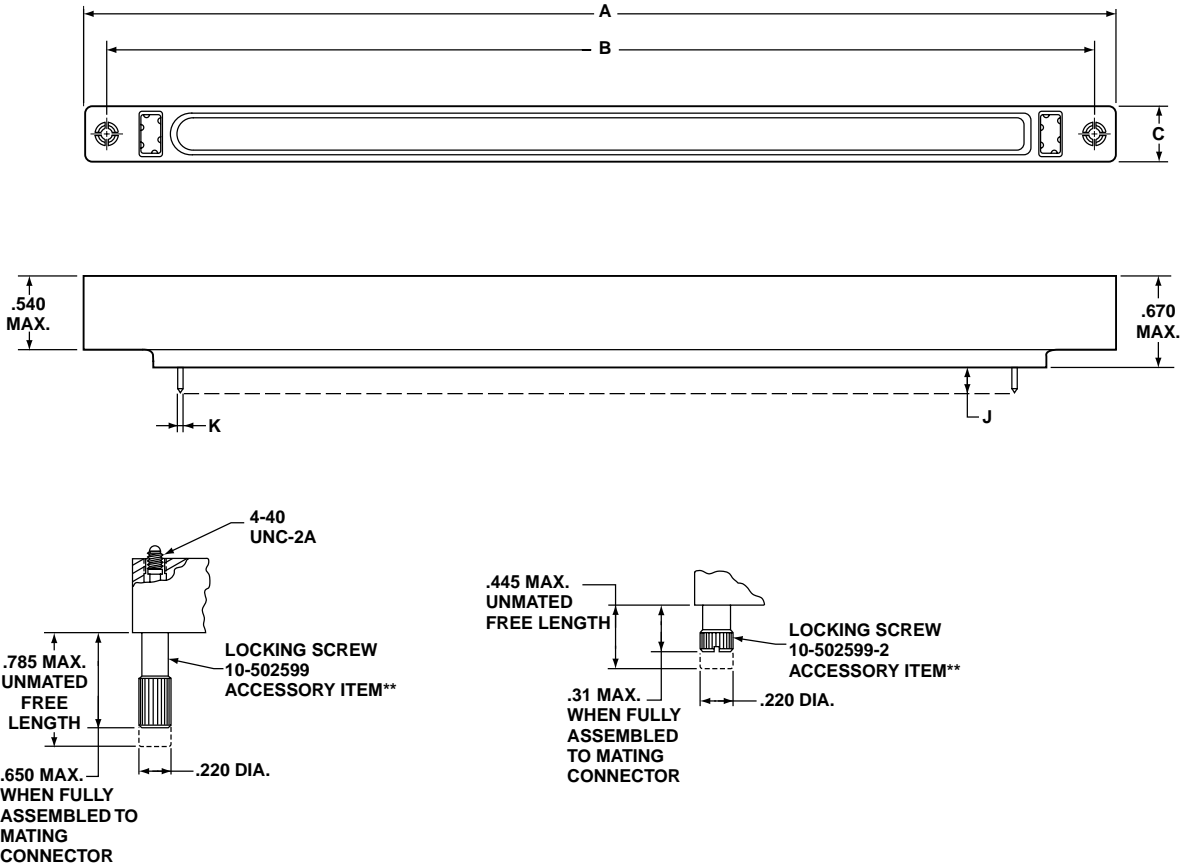 A
B
C
.540
MAX.
.670
MAX.
K
J
4-40
UNC-2A
.785 MAX.
UNMATED
FREE
LENGTH
LOCKING SCREW
10-502599
ACCESSORY ITEM**
.220 DIA.
.650 MAX.
WHEN FULLY
ASSEMBLED TO
MATING
CONNECTOR
.445 MAX.
UNMATED
FREE LENGTH
LOCKING SCREW
10-502599-2
ACCESSORY ITEM**
.220 DIA.
.31 MAX.
WHEN FULLY
ASSEMBLED
TO MATING
CONNECTOR